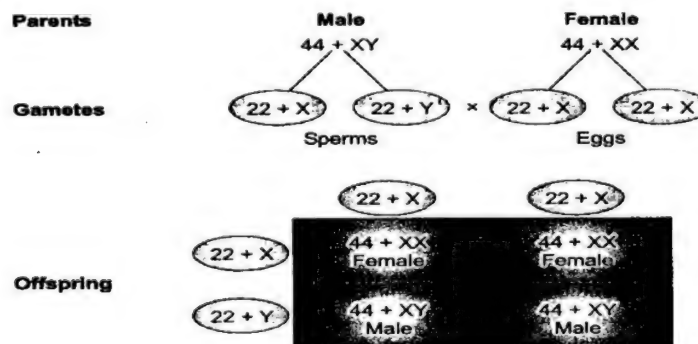 Parents Male Female
44 + XY 44 + XX
Gametes 22 + X 22 + Y × 22 + X 22 + X
Sperms Eggs
22 + X 22 + X
22 + X 44 + XX 44 + XX
Female Female
Offspring
22 + Y 44 + XY 44 + XY
Male Male